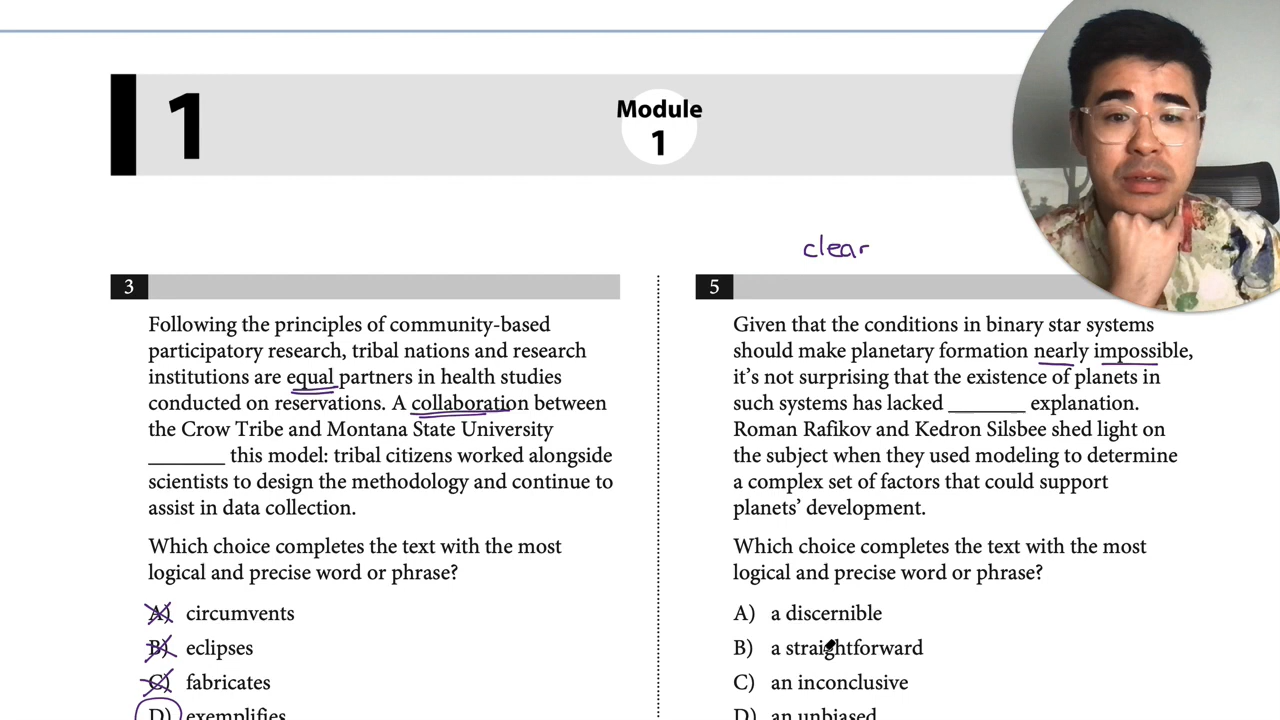 1
Module
1
clear
3
Following the principles of community-based
participatory research, tribal nations and research
institutions are equal partners in health studies
conducted on reservations. A collaboration between
the Crow Tribe and Montana State University
________ this model: tribal citizens worked alongside
scientists to design the methodology and continue to
assist in data collection.
Which choice completes the text with the most
logical and precise word or phrase?
A) circumvents
B) eclipses
C) fabricates
D) exemplifies
5
Given that the conditions in binary star systems
should make planetary formation nearly impossible,
it’s not surprising that the existence of planets in
such systems has lacked ________ explanation.
Roman Rafikov and Kedron Silsbee shed light on
the subject when they used modeling to determine
a complex set of factors that could support
planets’ development.
Which choice completes the text with the most
logical and precise word or phrase?
A) a discernible
B) a straightforward
C) an inconclusive
D) an unbiased